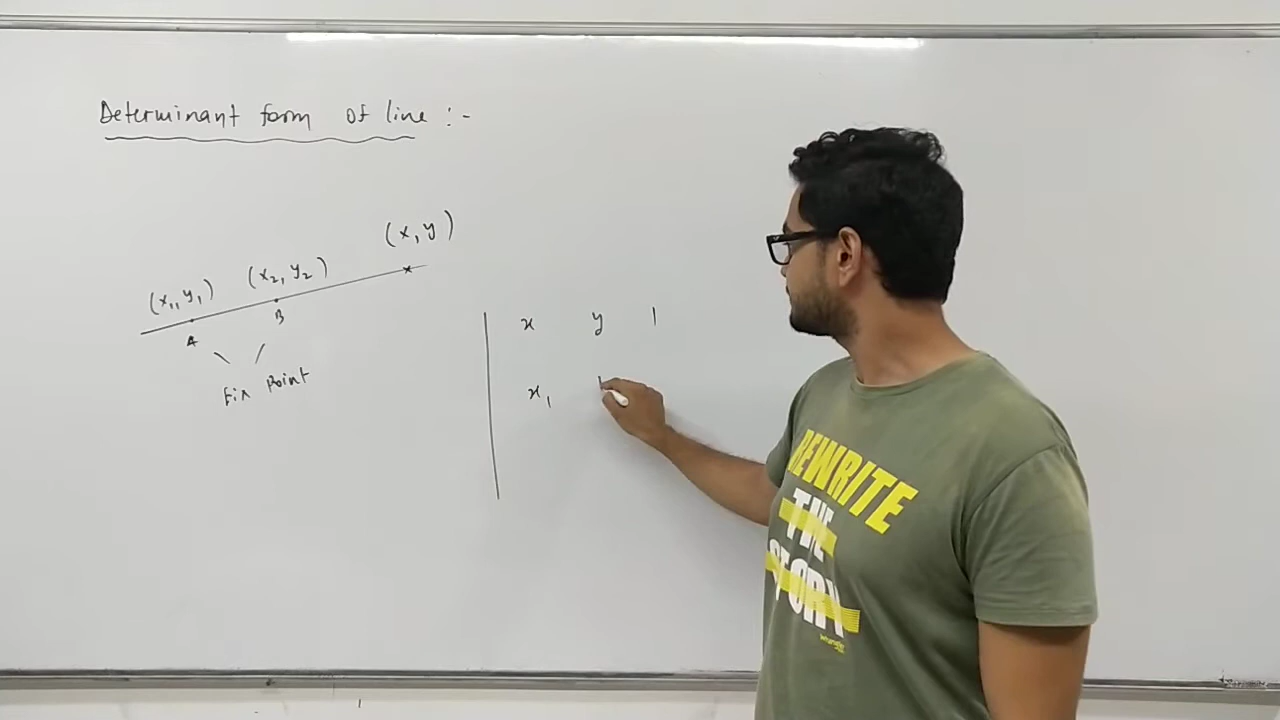 Determinant form of line :-
(x, y)
(x₁, y₁) (x₂, y₂)
A B
Fix Point
x y 1
x₁
REWRITE
THE
STORY